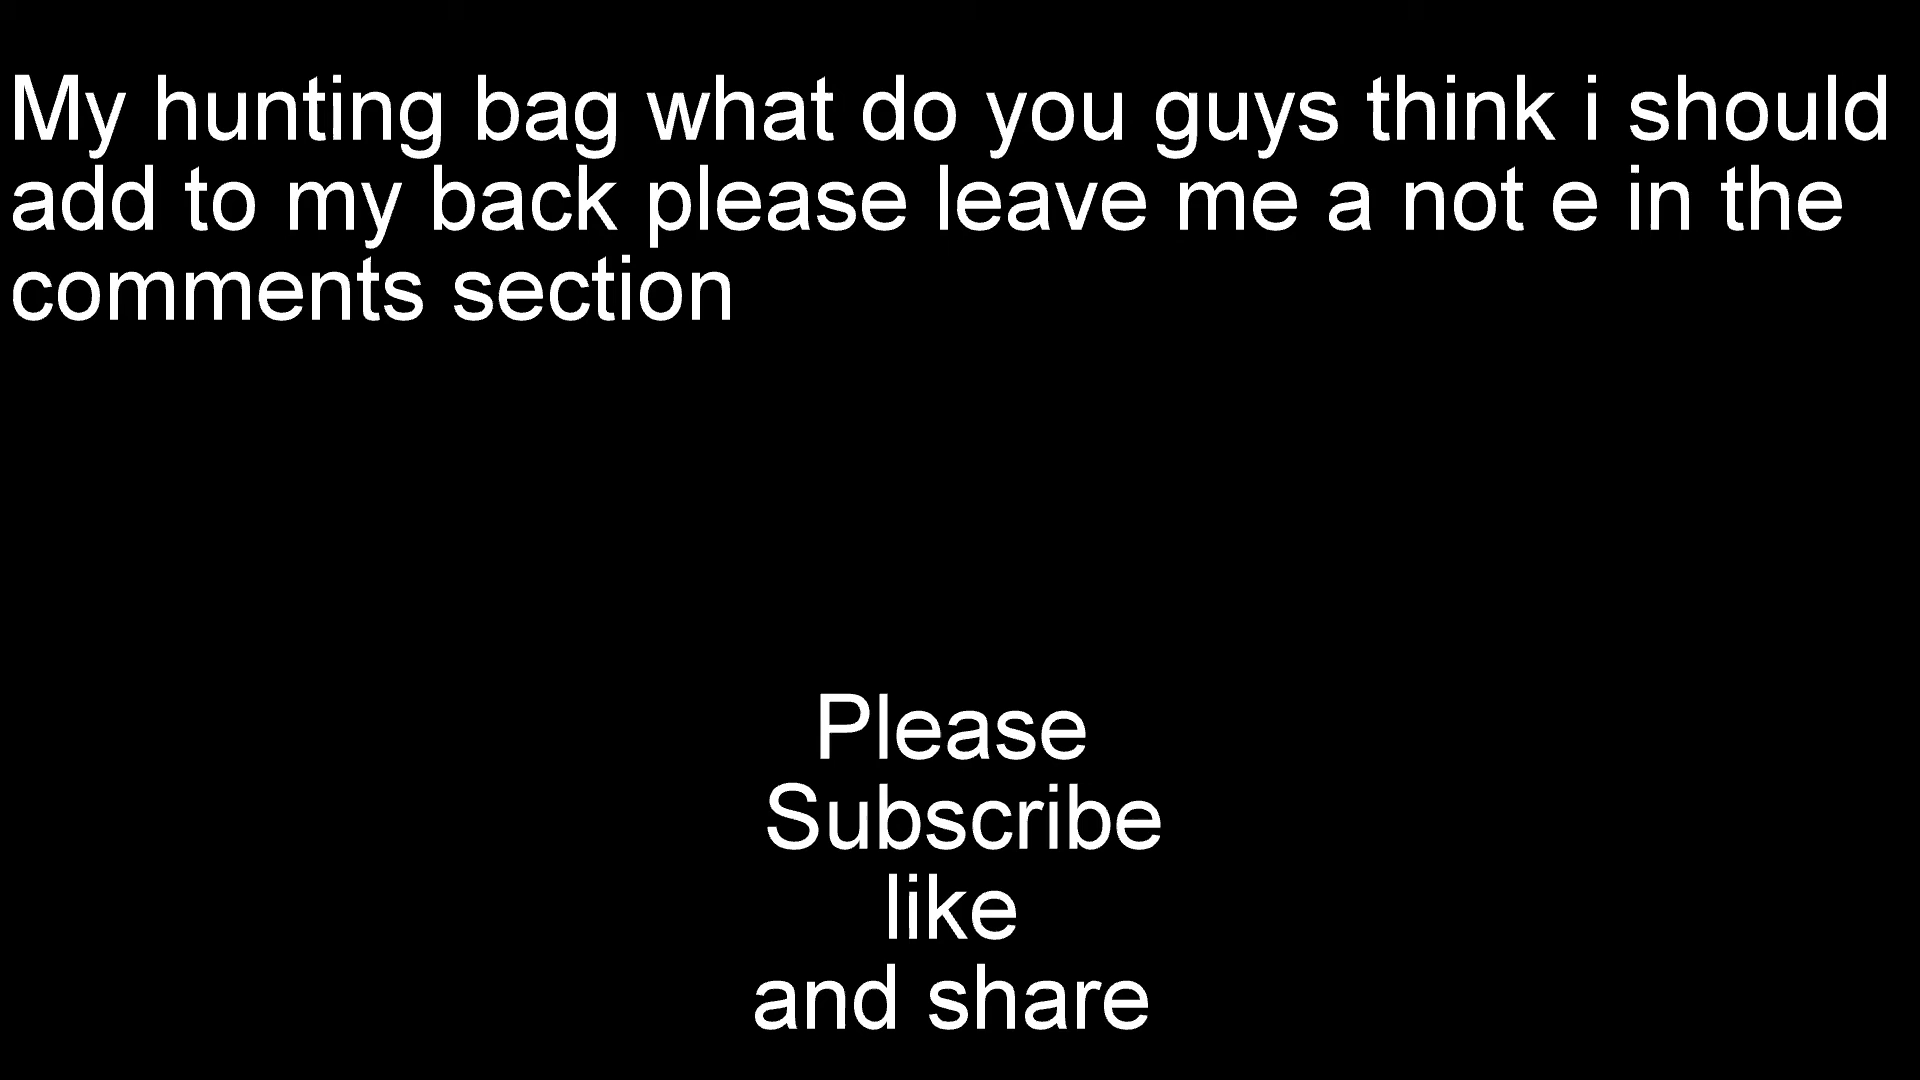 My hunting bag what do you guys think i should
add to my back please leave me a not e in the
comments section
Please
Subscribe
like
and share